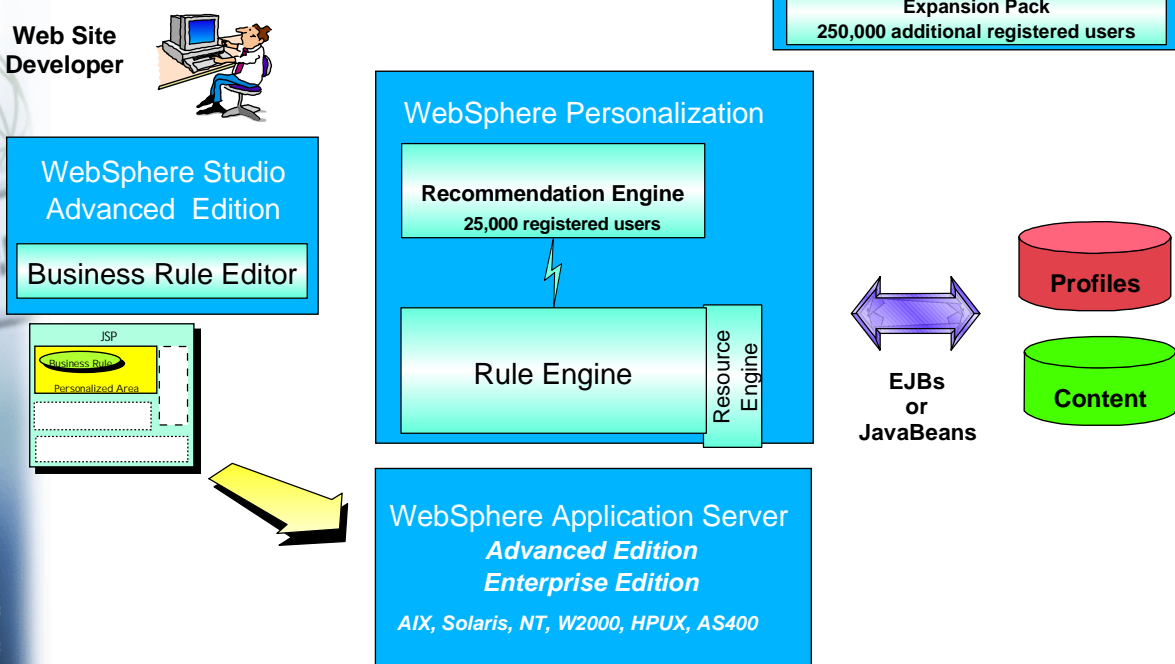 Expansion Pack
250,000 additional registered users
Web Site
Developer
WebSphere Studio
Advanced Edition
Business Rule Editor
JSP
Business Rule
Personalized Area
WebSphere Personalization
Recommendation Engine
25,000 registered users
Rule Engine
Resource
Engine
EJBs
or
JavaBeans
Profiles
Content
WebSphere Application Server
Advanced Edition
Enterprise Edition
AIX, Solaris, NT, W2000, HPUX, AS400